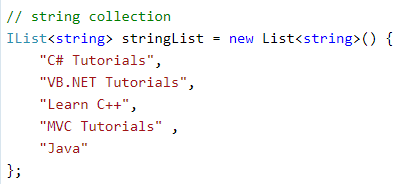 // string collection
IList<string> stringList = new List<string>() {
    "C# Tutorials",
    "VB.NET Tutorials",
    "Learn C++",
    "MVC Tutorials" ,
    "Java"
};